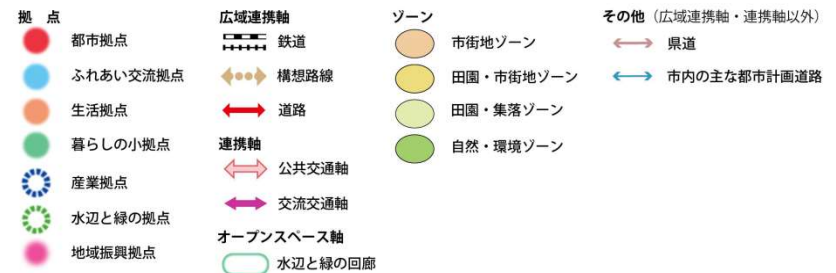 拠 点
都市拠点
ふれあい交流拠点
生活拠点
暮らしの小拠点
産業拠点
水辺と緑の拠点
地域振興拠点
広域連携軸
鉄道
構想路線
道路
連携軸
公共交通軸
交流交通軸
オープンスペース軸
水辺と緑の回廊
ゾーン
市街地ゾーン
田園・市街地ゾーン
田園・集落ゾーン
自然・環境ゾーン
その他（広域連携軸・連携軸以外）
県道
市内の主な都市計画道路